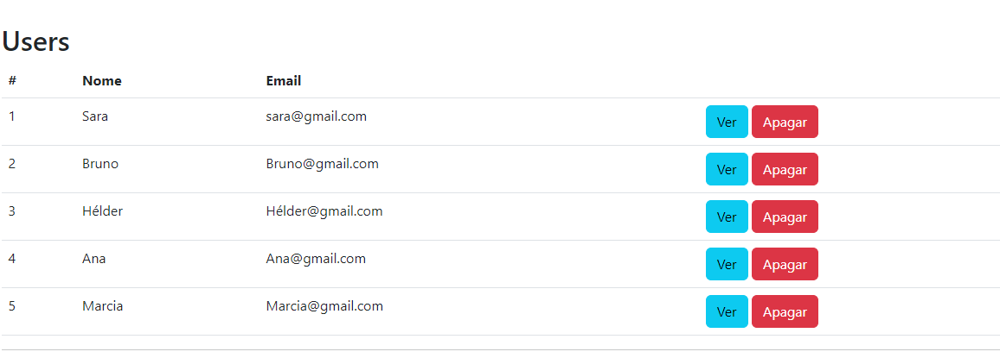 Users
# Nome Email
1 Sara sara@gmail.com Ver Apagar
2 Bruno Bruno@gmail.com Ver Apagar
3 Hélder Hélder@gmail.com Ver Apagar
4 Ana Ana@gmail.com Ver Apagar
5 Marcia Marcia@gmail.com Ver Apagar